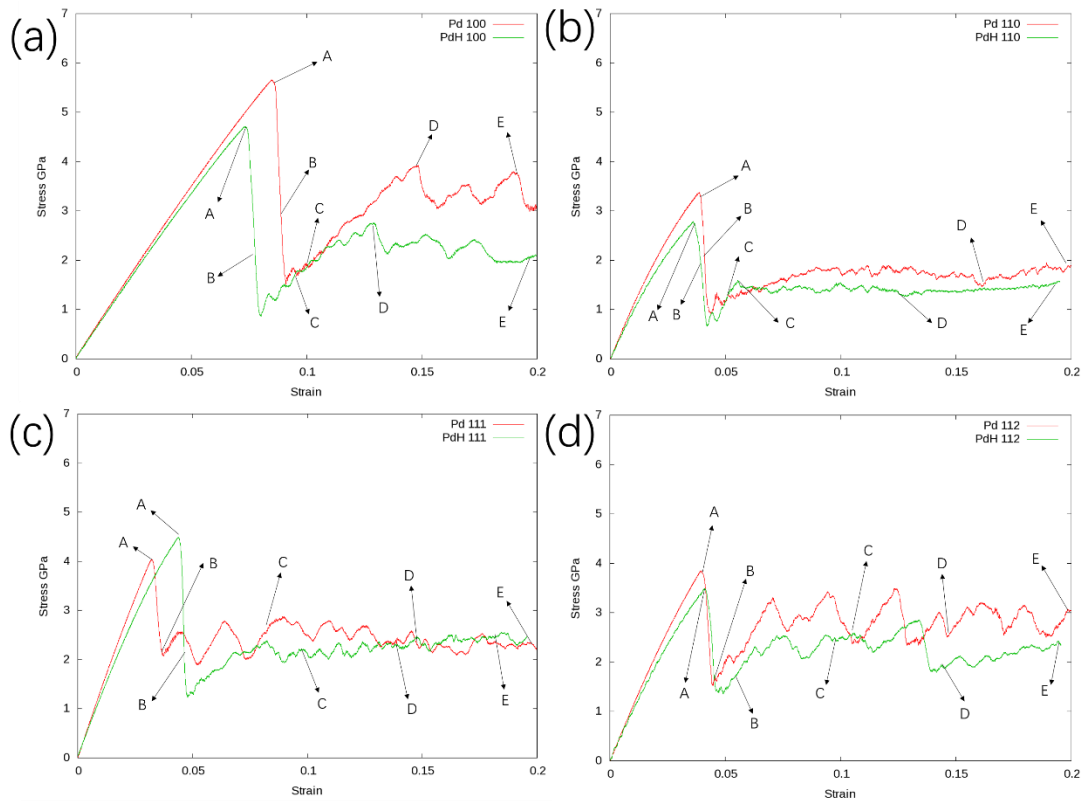 (a)
Pd 100
PdH 100
7
6
5
4
3
2
1
0
Stress GPa
A
B
C
D
E
A
B
C
D
E
0
0.05
0.1
0.15
0.2
Strain
(b)
Pd 110
PdH 110
7
6
5
4
3
2
1
0
Stress GPa
A
B
C
D
E
A
B
C
D
E
0
0.05
0.1
0.15
0.2
Strain
(c)
Pd 111
PdH 111
7
6
5
4
3
2
1
0
Stress GPa
A
A
B
C
D
E
B
C
D
E
0
0.05
0.1
0.15
0.2
Strain
(d)
Pd 112
PdH 112
7
6
5
4
3
2
1
0
Stress GPa
A
B
C
D
E
A
B
C
D
E
0
0.05
0.1
0.15
0.2
Strain